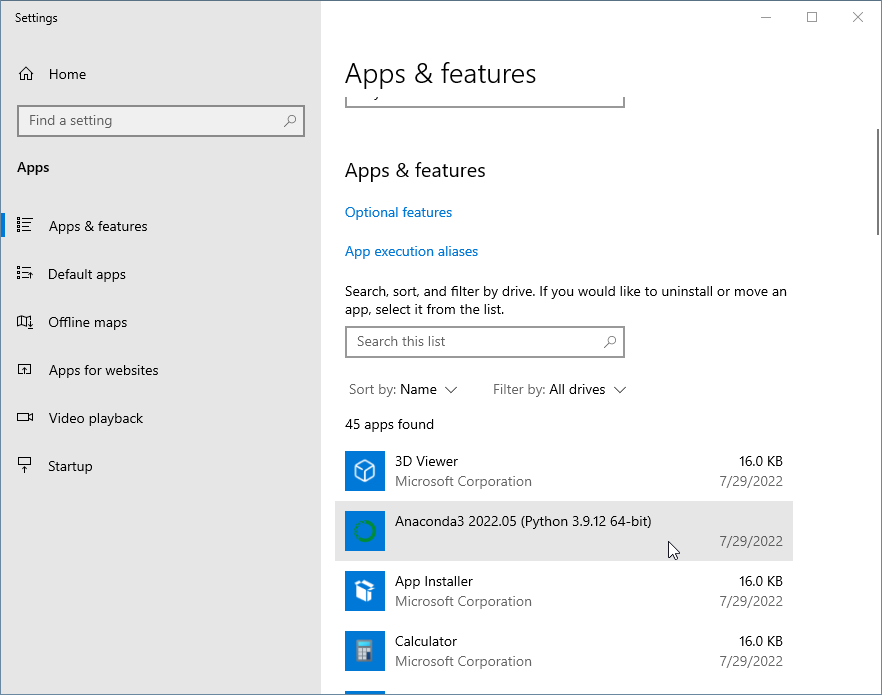 Settings
Home
Find a setting
Apps
Apps & features
Default apps
Offline maps
Apps for websites
Video playback
Startup
Apps & features
Apps & features
Optional features
App execution aliases
Search, sort, and filter by drive. If you would like to uninstall or move an
app, select it from the list.
Search this list
Sort by: Name
Filter by: All drives
45 apps found
3D Viewer 16.0 KB
Microsoft Corporation 7/29/2022
Anaconda3 2022.05 (Python 3.9.12 64-bit)
7/29/2022
App Installer 16.0 KB
Microsoft Corporation 7/29/2022
Calculator 16.0 KB
Microsoft Corporation 7/29/2022